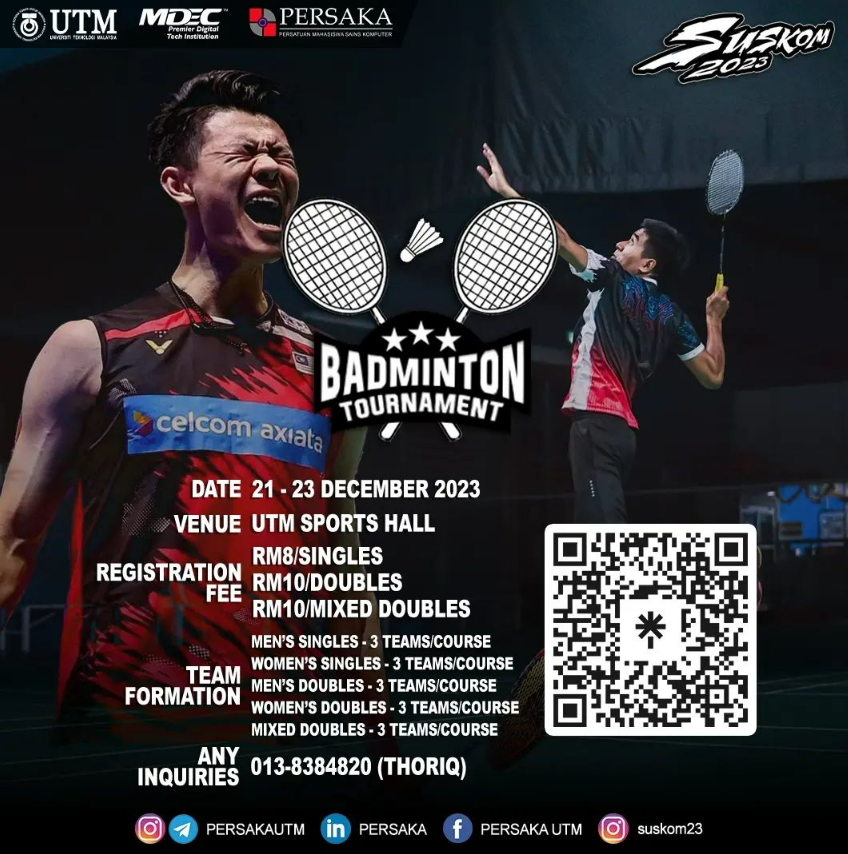 UTM
UNIVERSITI TEKNOLOGI MALAYSIA
MDEC™
Premier Digital
Tech Institution
PERSAKA
PERSATUAN MAHASISWA SAINS KOMPUTER
SUSKOM
2023
celcom axiata
BADMINTON
TOURNAMENT
DATE 21 - 23 DECEMBER 2023
VENUE UTM SPORTS HALL
REGISTRATION FEE
RM8/SINGLES
RM10/DOUBLES
RM10/MIXED DOUBLES
TEAM FORMATION
MEN'S SINGLES - 3 TEAMS/COURSE
WOMEN'S SINGLES - 3 TEAMS/COURSE
MEN'S DOUBLES - 3 TEAMS/COURSE
WOMEN'S DOUBLES - 3 TEAMS/COURSE
MIXED DOUBLES - 3 TEAMS/COURSE
ANY INQUIRIES
013-8384820 (THORIQ)
PERSAKAUTM
in PERSAKA
f PERSAKA UTM
suskom23